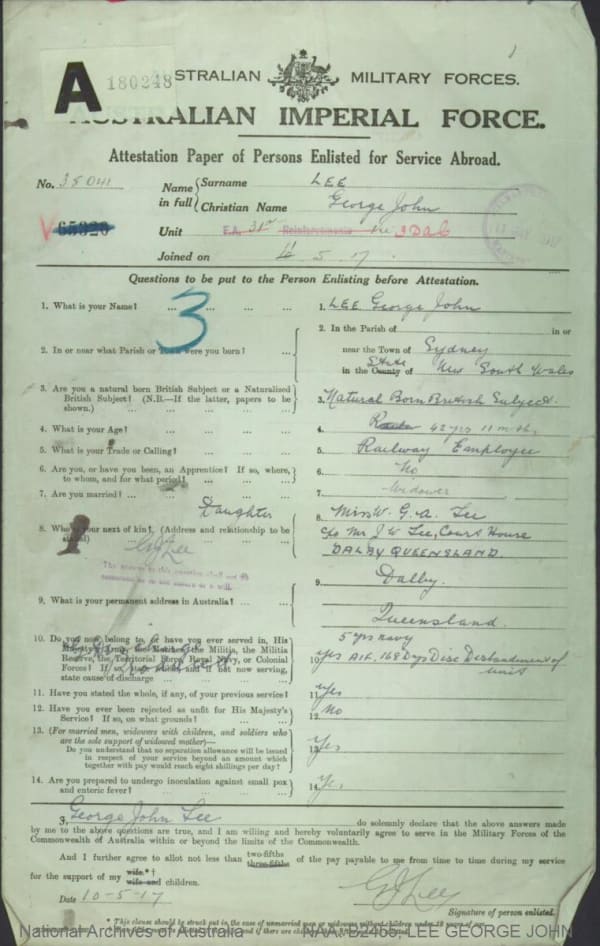 A 180248
AUSTRALIAN MILITARY FORCES.
AUSTRALIAN IMPERIAL FORCE.
Attestation Paper of Persons Enlisted for Service Abroad.
No. 35041
Name in full { Surname LEE
Christian Name George John
V 65920
Unit F.A. 31st Reinforcements
Joined on 5. 17.
Questions to be put to the Person Enlisting before Attestation.
3
1. What is your Name? ... ... ... ... 1. LEE George John
2. In or near what Parish or Town were you born? ... 2. In the Parish of in or
near the Town of Sydney
in the County State of New South Wales
3. Are you a natural born British Subject or a Naturalized British Subject? (N.B.—If the latter, papers to be shown.) ... 3. Natural Born British Subject.
4. What is your Age? ... ... ... ... 4. 42 yrs 11 mths
5. What is your Trade or Calling? ... ... ... 5. Railway Employee
6. Are you, or have you been, an Apprentice? If so, where, to whom, and for what period? ... 6. No
7. Are you married? ... ... ... ... 7. Widower
Daughter
8. Who is your next of kin? (Address and relationship to be stated) ... 8. Miss W. G. A. Lee
c/o Mr J. W. Lee, Court House
DALBY QUEENSLAND
GJ Lee
9. What is your permanent address in Australia? ... 9. Dalby.
Queensland.
5 yrs navy
10. Do you now belong to, or have you ever served in, His Majesty's Army, the Marines, the Militia, the Militia Reserve, the Territorial Force, Royal Navy, or Colonial Forces? If so, state which, and if not now serving, state cause of discharge 10. yes AIF, 168 Days Disc Disbandment of unit
11. Have you stated the whole, if any, of your previous service? 11. yes
12. Have you ever been rejected as unfit for His Majesty's Service? If so, on what grounds? 12. No
13. (For married men, widowers with children, and soldiers who are the sole support of widowed mother)—
Do you understand that no separation allowance will be issued in respect of your service beyond an amount which together with pay would reach eight shillings per day? 13. Yes
14. Are you prepared to undergo inoculation against small pox and enteric fever? 14. Yes
I, George John Lee do solemnly declare that the above answers made
by me to the above questions are true, and I am willing and hereby voluntarily agree to serve in the Military Forces of the
Commonwealth of Australia within or beyond the limits of the Commonwealth.
And I further agree to allot not less than two-fifths three-fifths of the pay payable to me from time to time during my service
for the support of my wife.*† wife and children.
Date 10-5-17
GJ Lee
Signature of person enlisted.
National Archives of Australia NAA: B2455, LEE GEORGE JOHN